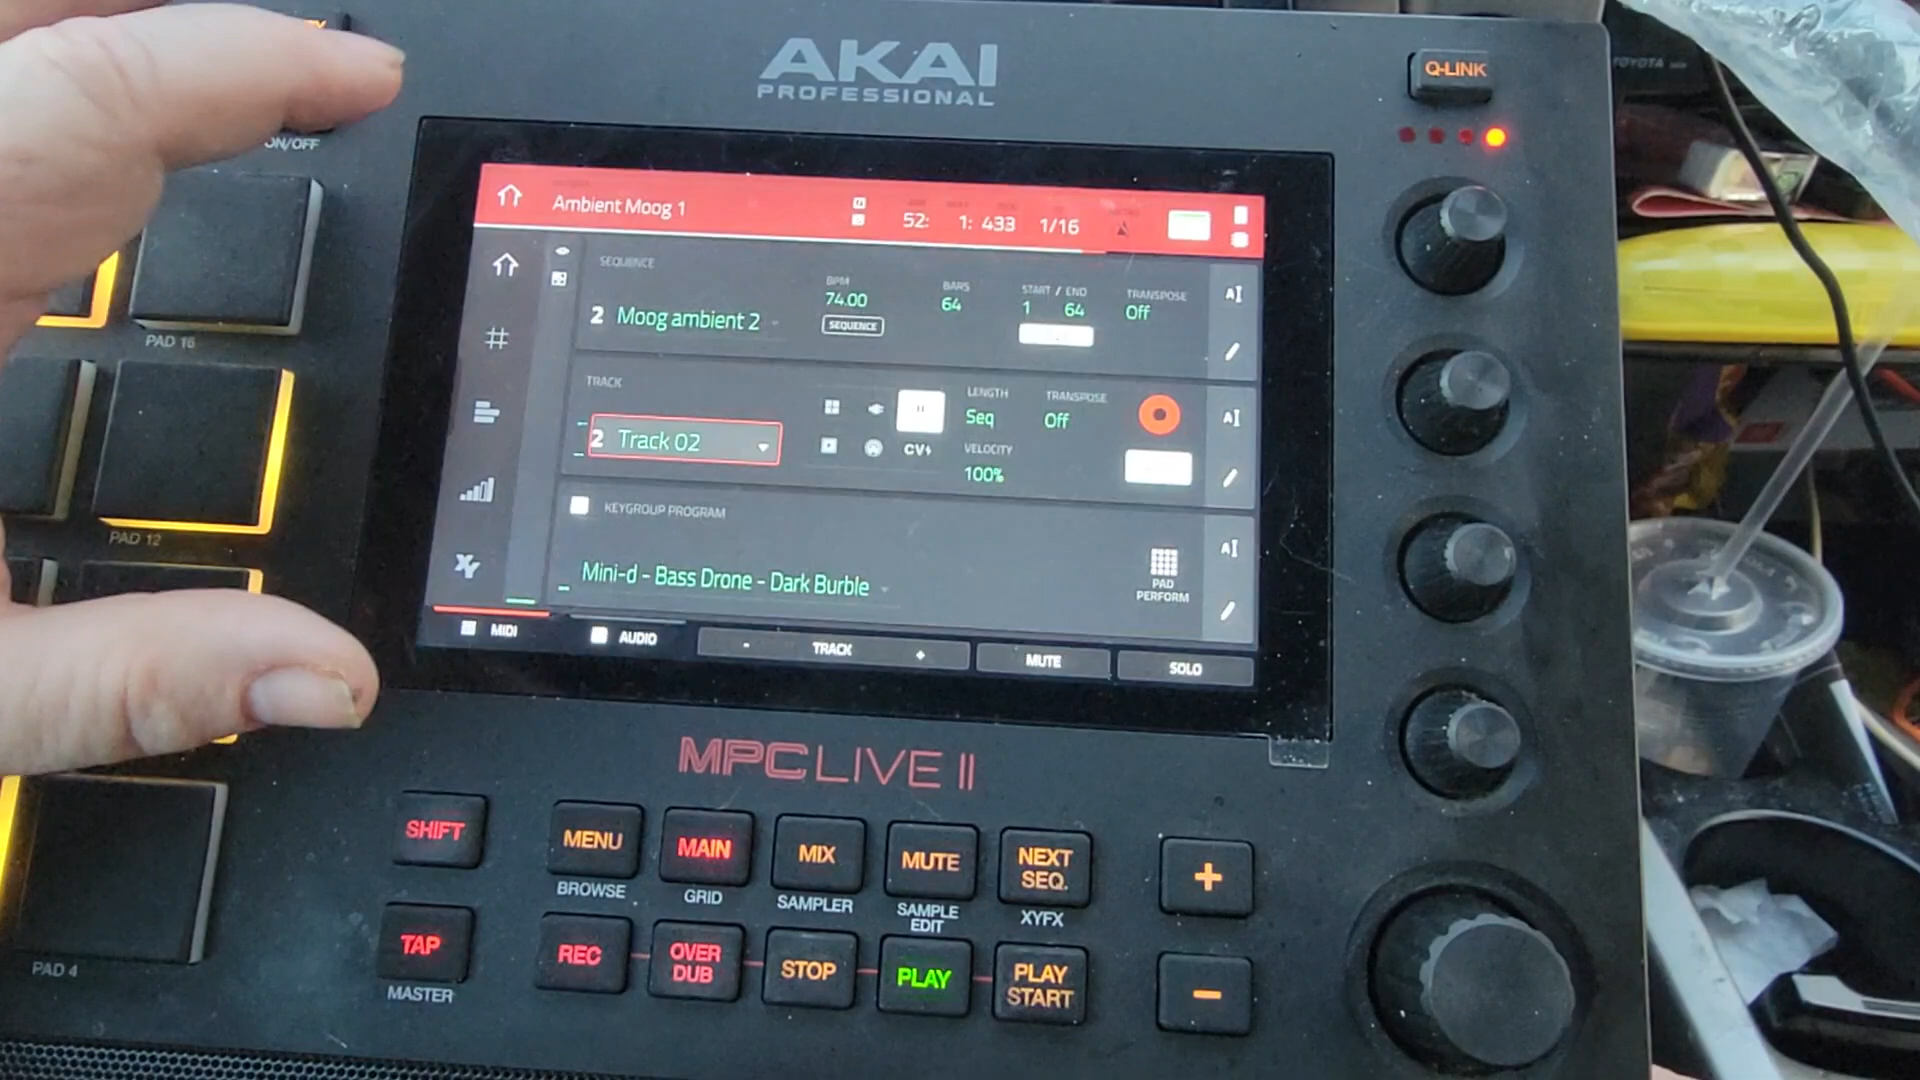 AKAI
PROFESSIONAL
Q-LINK
TOYOTA
ON/OFF
Ambient Moog 1
52: 1: 433 1/16
SEQUENCE
2 Moog ambient 2
BPM
74.00
SEQUENCE
BARS
64
START / END
1 64
TRANSPOSE
Off
TRACK
2 Track 02
CV
LENGTH
Seq
TRANSPOSE
Off
VELOCITY
100%
KEYGROUP PROGRAM
Mini-d - Bass Drone - Dark Burble
PAD
PERFORM
MIDI
AUDIO
- TRACK +
MUTE
SOLO
PAD 16
PAD 12
PAD 4
MPC LIVE II
SHIFT
MENU
BROWSE
MAIN
GRID
MIX
SAMPLER
MUTE
SAMPLE
EDIT
NEXT
SEQ.
XYFX
+
TAP
MASTER
REC
OVER
DUB
STOP
PLAY
PLAY
START
-